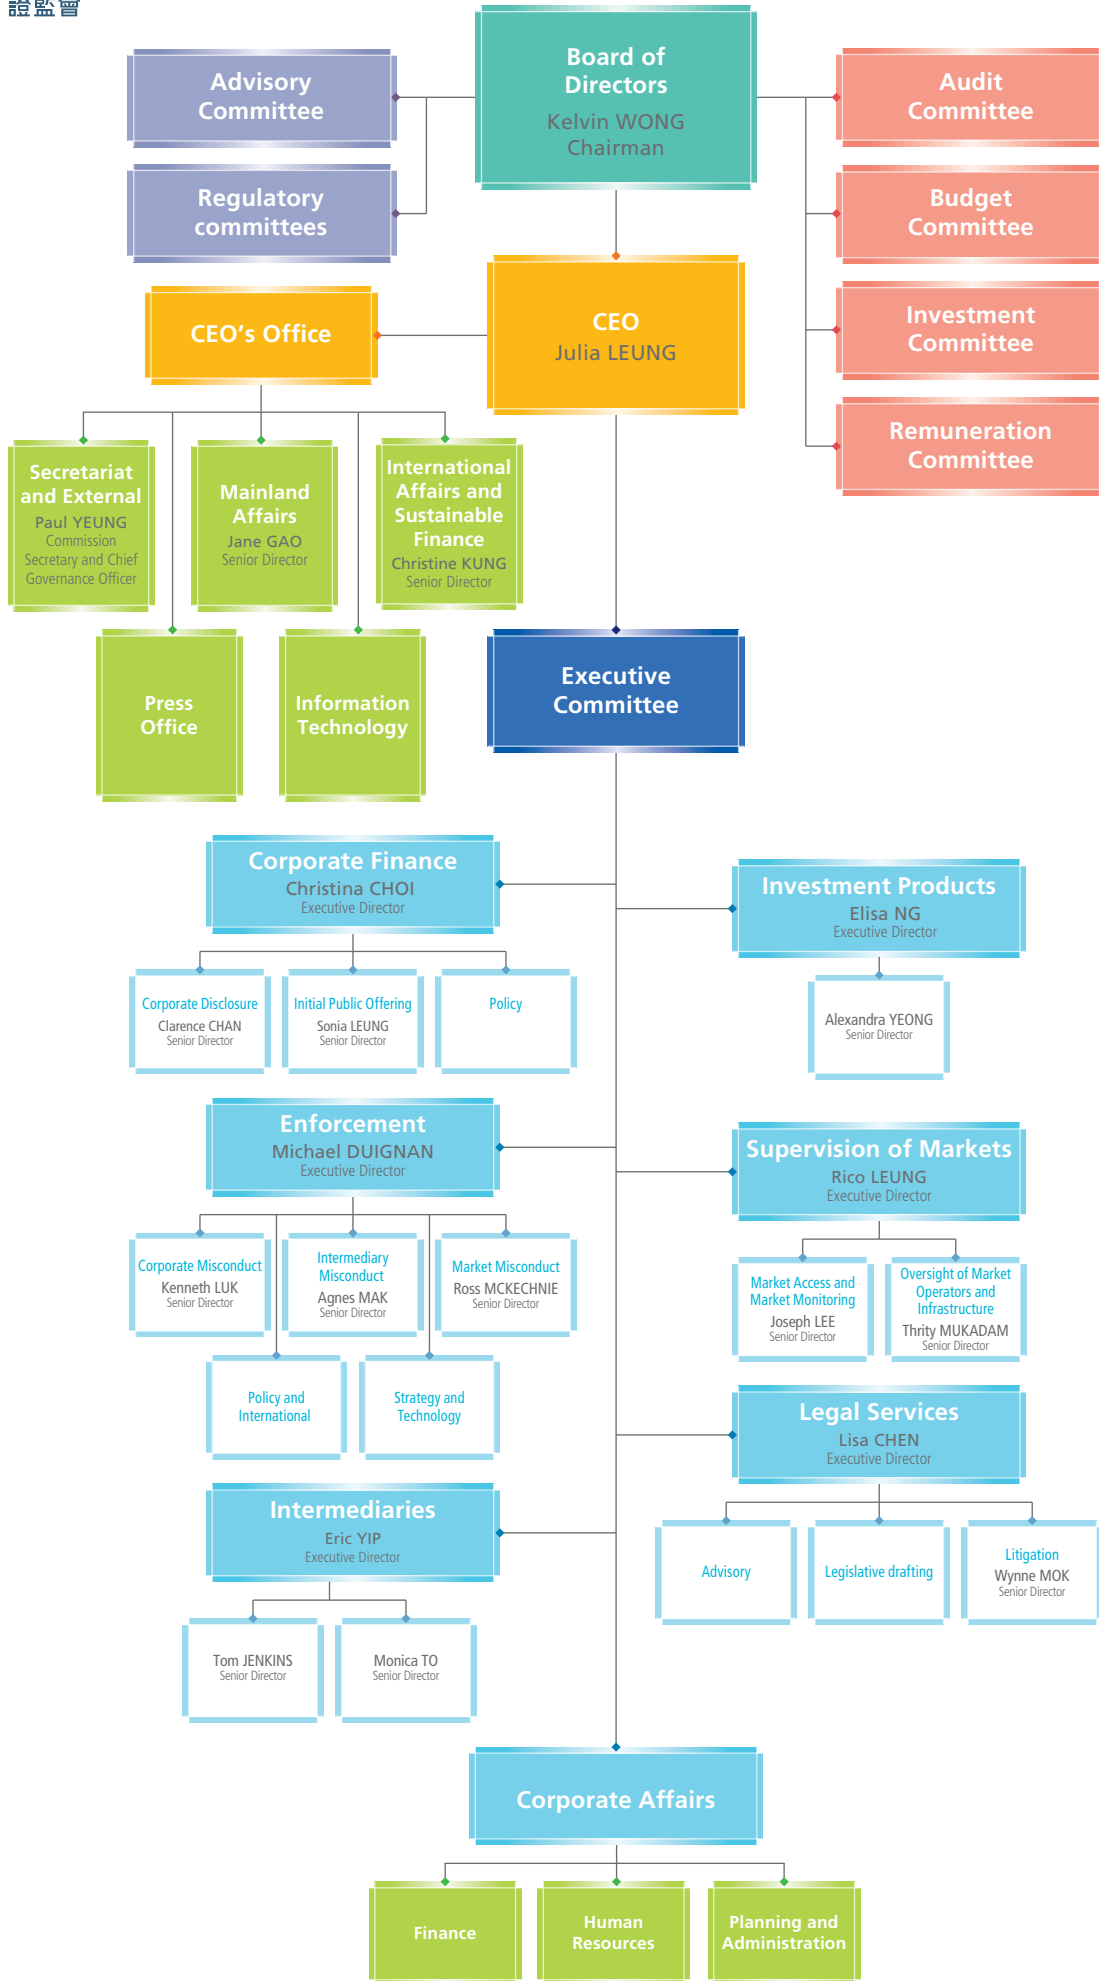 證監會
Board of
Directors
Kelvin WONG
Chairman
Advisory
Committee
Regulatory
committees
Audit
Committee
Budget
Committee
Investment
Committee
Remuneration
Committee
CEO
Julia LEUNG
CEO's Office
Secretariat
and External
Paul YEUNG
Commission
Secretary and Chief
Governance Officer
Mainland
Affairs
Jane GAO
Senior Director
International
Affairs and
Sustainable
Finance
Christine KUNG
Senior Director
Press
Office
Information
Technology
Executive
Committee
Corporate Finance
Christina CHOI
Executive Director
Corporate Disclosure
Clarence CHAN
Senior Director
Initial Public Offering
Sonia LEUNG
Senior Director
Policy
Investment Products
Elisa NG
Executive Director
Alexandra YEONG
Senior Director
Enforcement
Michael DUIGNAN
Executive Director
Corporate Misconduct
Kenneth LUK
Senior Director
Intermediary
Misconduct
Agnes MAK
Senior Director
Market Misconduct
Ross MCKECHNIE
Senior Director
Policy and
International
Strategy and
Technology
Supervision of Markets
Rico LEUNG
Executive Director
Market Access and
Market Monitoring
Joseph LEE
Senior Director
Oversight of Market
Operators and
Infrastructure
Thrity MUKADAM
Senior Director
Legal Services
Lisa CHEN
Executive Director
Advisory
Legislative drafting
Litigation
Wynne MOK
Senior Director
Intermediaries
Eric YIP
Executive Director
Tom JENKINS
Senior Director
Monica TO
Senior Director
Corporate Affairs
Finance
Human
Resources
Planning and
Administration